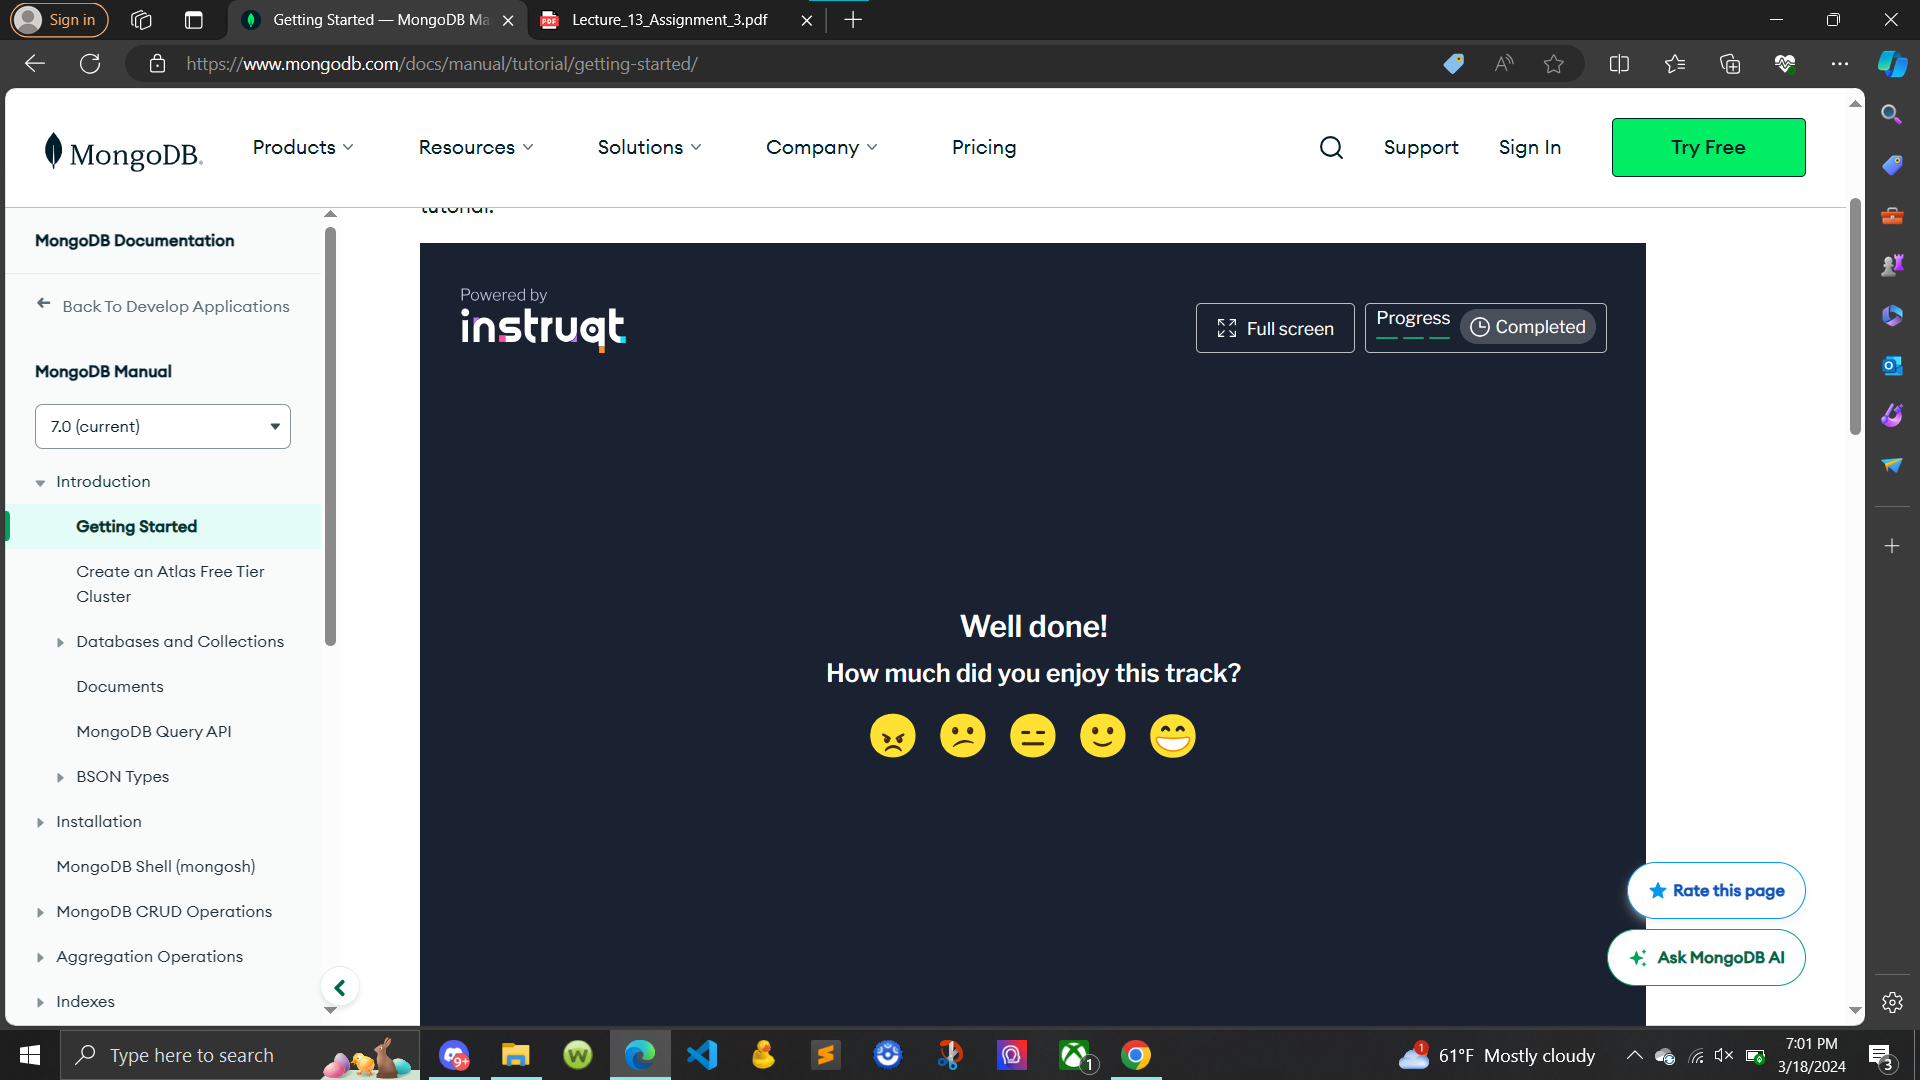 Sign in
Getting Started — MongoDB Ma
Lecture_13_Assignment_3.pdf
https://www.mongodb.com/docs/manual/tutorial/getting-started/
MongoDB.
Products
Resources
Solutions
Company
Pricing
Support
Sign In
Try Free
MongoDB Documentation
Back To Develop Applications
MongoDB Manual
7.0 (current)
Introduction
Getting Started
Create an Atlas Free Tier
Cluster
Databases and Collections
Documents
MongoDB Query API
BSON Types
Installation
MongoDB Shell (mongosh)
MongoDB CRUD Operations
Aggregation Operations
Indexes
tutorial.
Powered by
instruqt
Full screen
Progress
Completed
Well done!
How much did you enjoy this track?
Rate this page
Ask MongoDB AI
Type here to search
9+
1
1
61°F Mostly cloudy
7:01 PM
3/18/2024
3